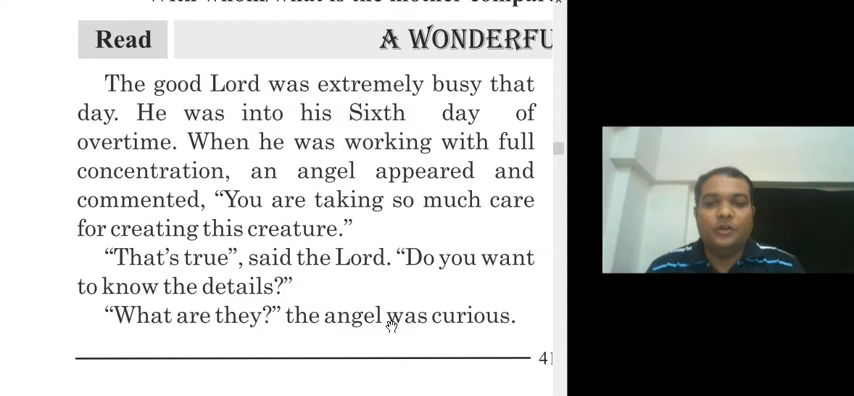 Read
A WONDERFU
The good Lord was extremely busy that
day. He was into his Sixth day of
overtime. When he was working with full
concentration, an angel appeared and
commented, “You are taking so much care
for creating this creature.”
“That’s true”, said the Lord. “Do you want
to know the details?”
“What are they?” the angel was curious.
41